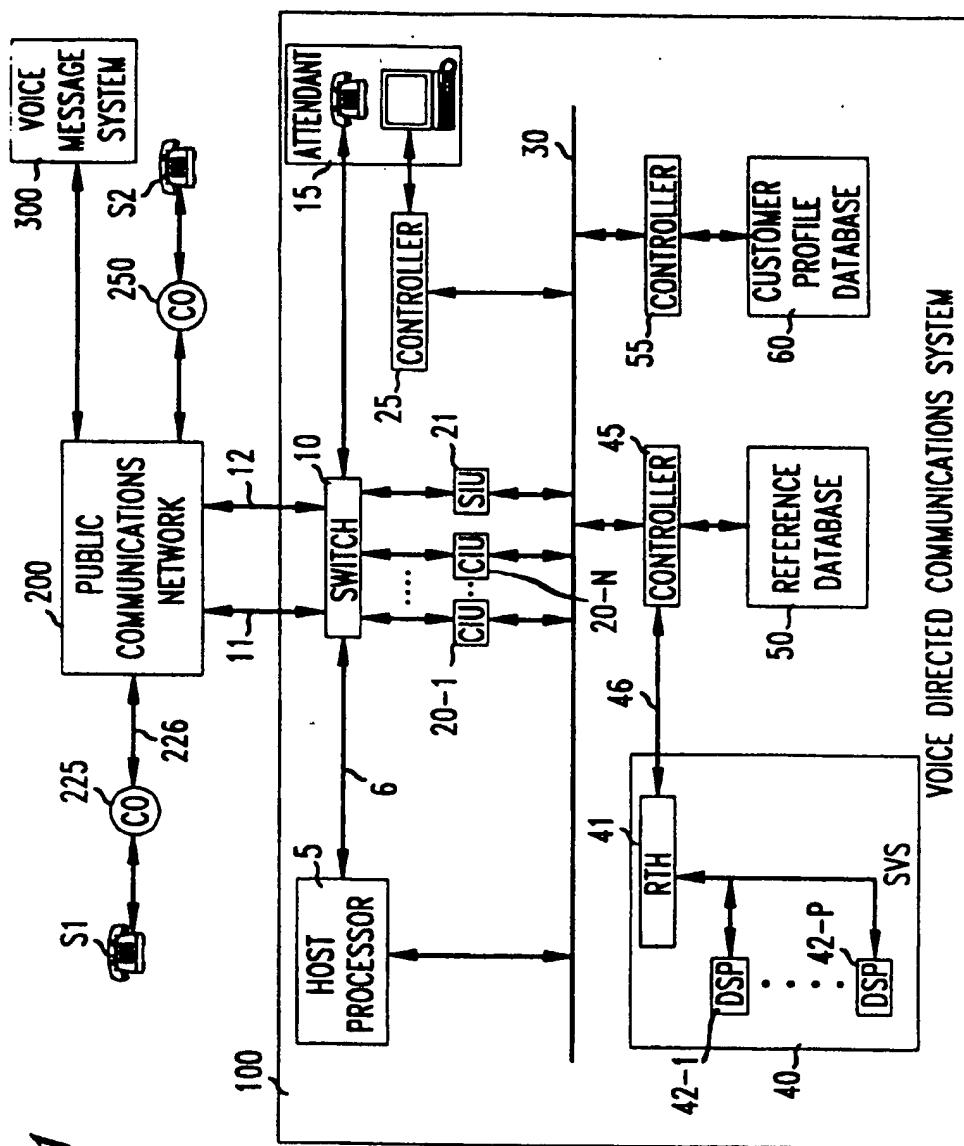 1
S1
225
CO
226
200
PUBLIC
COMMUNICATIONS
NETWORK
250
CO
S2
300
VOICE
MESSAGE
SYSTEM
100
5
HOST
PROCESSOR
6
11
12
10
SWITCH
15
ATTENDANT
20-1
CIU
CIU
20-N
21
SIU
25
CONTROLLER
30
41
RTH
46
45
CONTROLLER
55
CONTROLLER
42-1
DSP
42-P
DSP
SVS
40
50
REFERENCE
DATABASE
60
CUSTOMER
PROFILE
DATABASE
VOICE DIRECTED COMMUNICATIONS SYSTEM